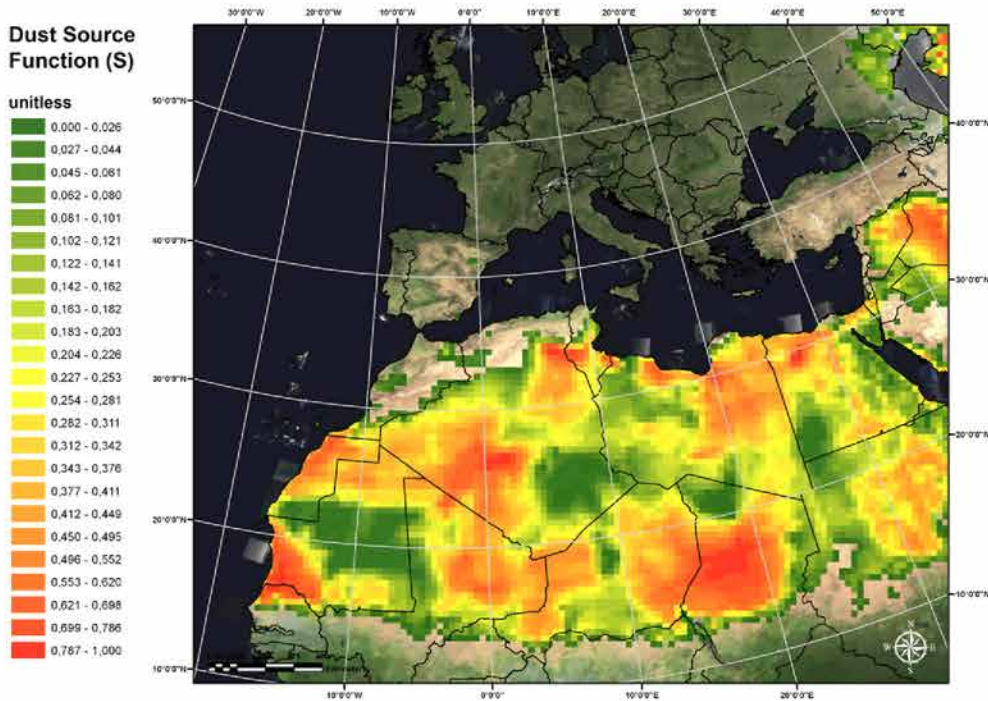 Dust Source
Function (S)
unitless
0,000 - 0,026
0,027 - 0,044
0,045 - 0,061
0,062 - 0,080
0,081 - 0,101
0,102 - 0,121
0,122 - 0,141
0,142 - 0,162
0,163 - 0,182
0,183 - 0,203
0,204 - 0,226
0,227 - 0,253
0,254 - 0,281
0,282 - 0,311
0,312 - 0,342
0,343 - 0,376
0,377 - 0,411
0,412 - 0,449
0,450 - 0,495
0,496 - 0,552
0,553 - 0,620
0,621 - 0,698
0,699 - 0,786
0,787 - 1,000
30°0'0"W 20°0'0"W 10°0'0"W 0°0'0"E 10°0'0"E 20°0'0"E 30°0'0"E 40°0'0"E 50°0'0"E
50°0'0"N
40°0'0"N
40°0'0"N
30°0'0"N
30°0'0"N
20°0'0"N
20°0'0"N
10°0'0"N
10°0'0"N
N
W E
S
10°0'0"W 0°0'0"E 10°0'0"E 20°0'0"E